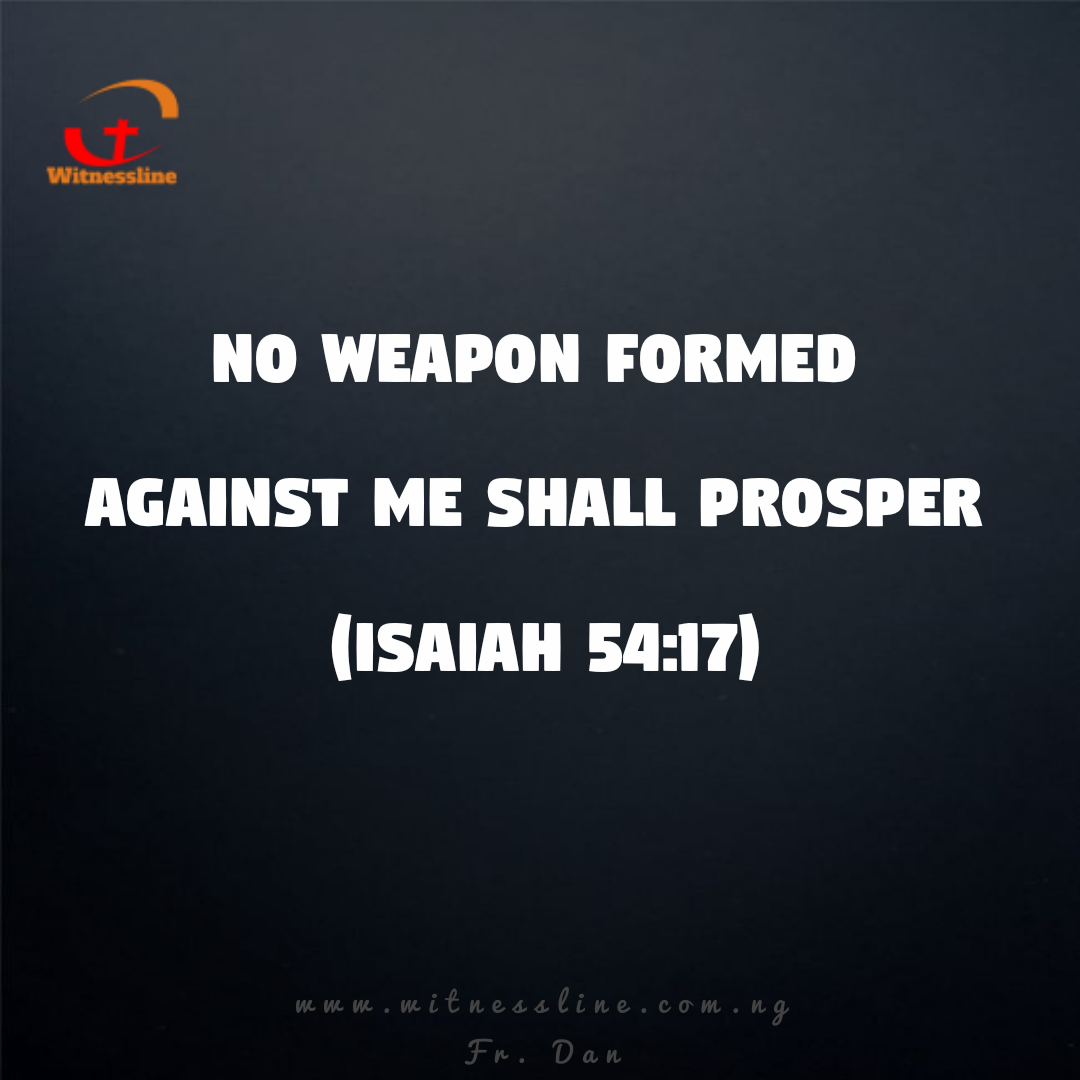 Witnessline
NO WEAPON FORMED
AGAINST ME SHALL PROSPER
(ISAIAH 54:17)
www.witnessline.com.ng
Fr. Dan